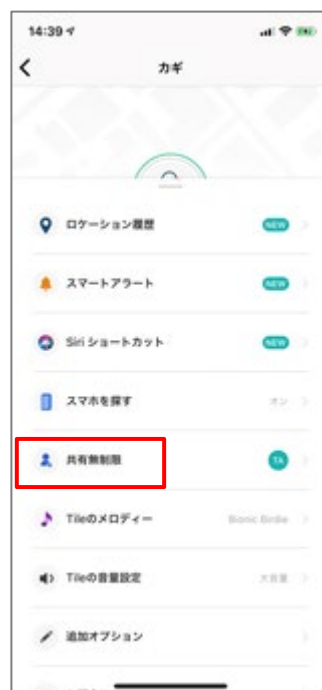 14:39
カギ
ロケーション履歴 NEW
スマートアラート NEW
Siri ショートカット NEW
スマホを探す オン
共有無制限 TA
Tileのメロディー Bionic Birdie
Tileの音量設定 大音量
追加オプション